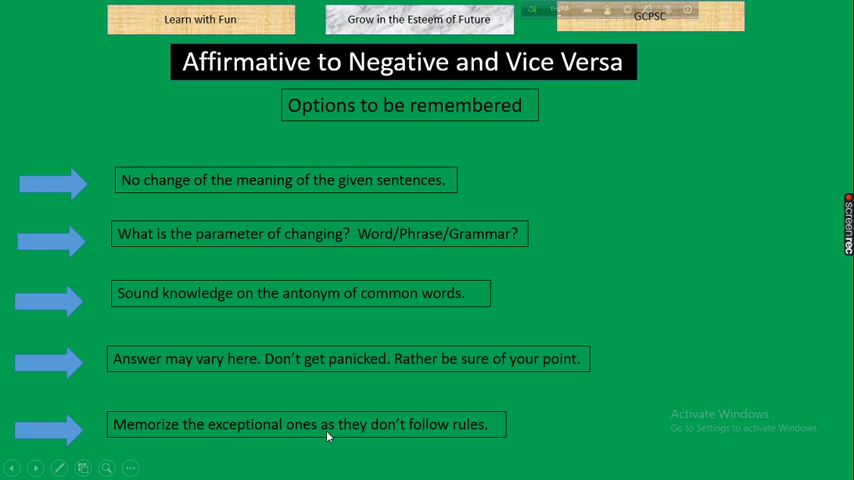 Learn with Fun
Grow in the Esteem of Future
English
GCPSC
Affirmative to Negative and Vice Versa
Options to be remembered
No change of the meaning of the given sentences.
What is the parameter of changing? Word/Phrase/Grammar?
Sound knowledge on the antonym of common words.
Answer may vary here. Don't get panicked. Rather be sure of your point.
Memorize the exceptional ones as they don't follow rules.
Activate Windows
Go to Settings to activate Windows.
screenrec